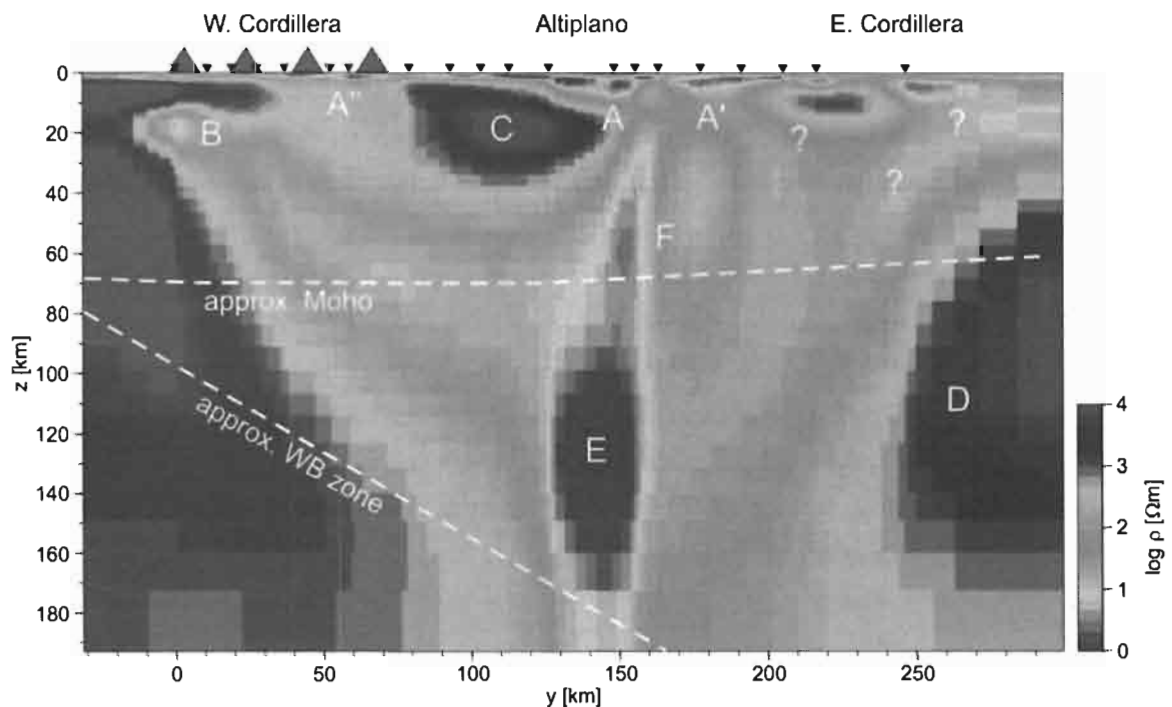 W. Cordillera Altiplano E. Cordillera
0
20
40
60
80
100
120
140
160
180
z [km]
A"
B
C
A
A'
?
?
?
F
approx. Moho
approx. WB zone
E
D
4
3
2
1
0
log ρ [Ωm]
0 50 100 150 200 250
y [km]